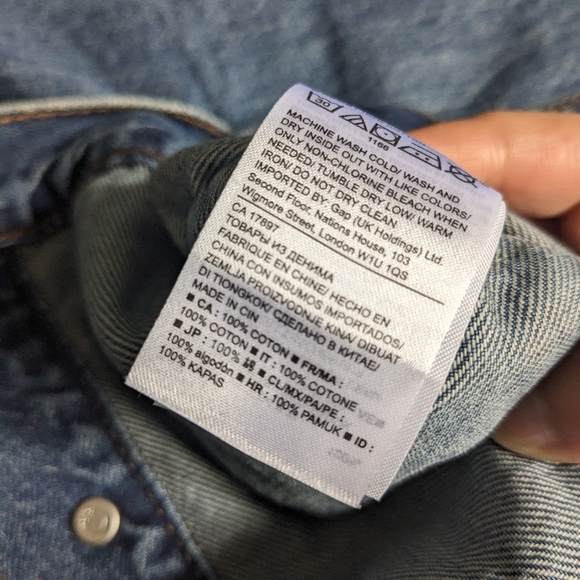 30
1166
MACHINE WASH COLD/ WASH AND
DRY INSIDE OUT WITH LIKE COLORS/
ONLY NON-CHLORINE BLEACH WHEN
NEEDED/ TUMBLE DRY LOW/ WARM
IRON/ DO NOT DRY CLEAN
IMPORTED BY: Gap (UK Holdings) Ltd.
Second Floor, Nations House, 103
Wigmore Street, London W1U 1QS
CA 17897
ТОВАРЫ ИЗ ДЕНИМА
FABRIQUE EN CHINE/ HECHO EN
CHINA CON INSUMOS IMPORTADOS/
ZEMLJA PROIZVODNJE KINA/ DIBUAT
DI TIONGKOK/ СДЕЛАНО В КИТАЕ/
MADE IN CIN
■ CA : 100% COTTON ■ FR/MA :
100% COTON ■ IT : 100% COTONE
■ JP : 100% 綿 ■ CL/MX/PA/PE :
100% algodón ■ HR : 100% PAMUK ■ ID :
100% KAPAS